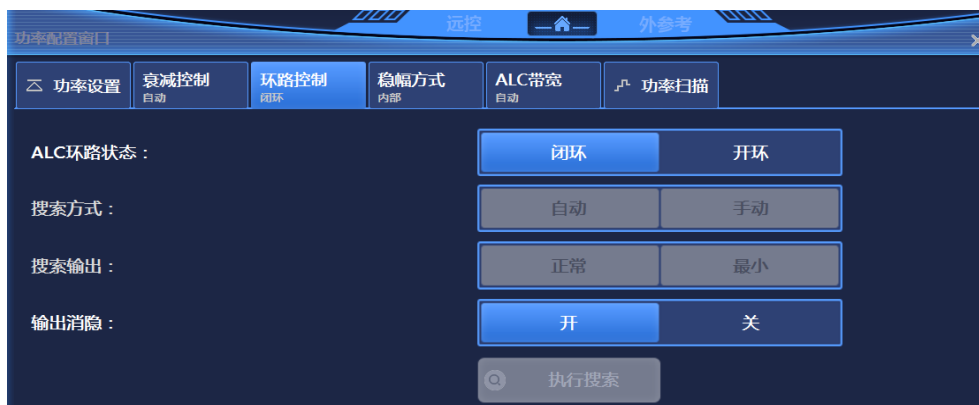 远控 外参考
功率配置窗口
功率设置 衰减控制 环路控制 稳幅方式 ALC带宽 功率扫描
自动 闭环 内部 自动
ALC环路状态： 闭环 开环
搜索方式： 自动 手动
搜索输出： 正常 最小
输出消隐： 开 关
执行搜索